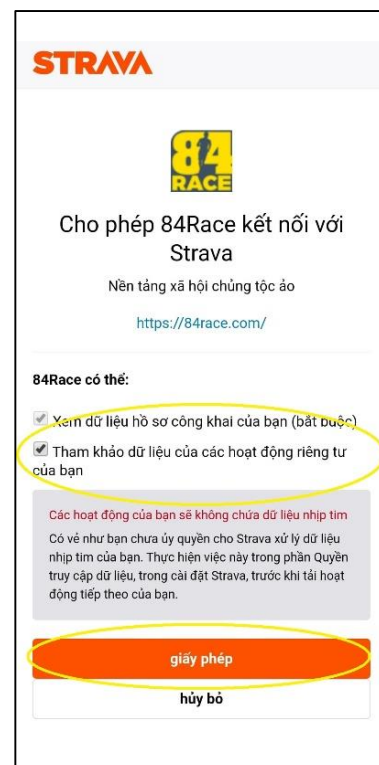 STRAVA
84
RACE
Cho phép 84Race kết nối với
Strava
Nền tảng xã hội chủng tộc ảo
https://84race.com/
84Race có thể:
Xem dữ liệu hồ sơ công khai của bạn (bắt buộc)
Tham khảo dữ liệu của các hoạt động riêng tư
của bạn
Các hoạt động của bạn sẽ không chứa dữ liệu nhịp tim
Có vẻ như bạn chưa ủy quyền cho Strava xử lý dữ liệu
nhịp tim của bạn. Thực hiện việc này trong phần Quyền
truy cập dữ liệu, trong cài đặt Strava, trước khi tải hoạt
động tiếp theo của bạn.
giấy phép
hủy bỏ